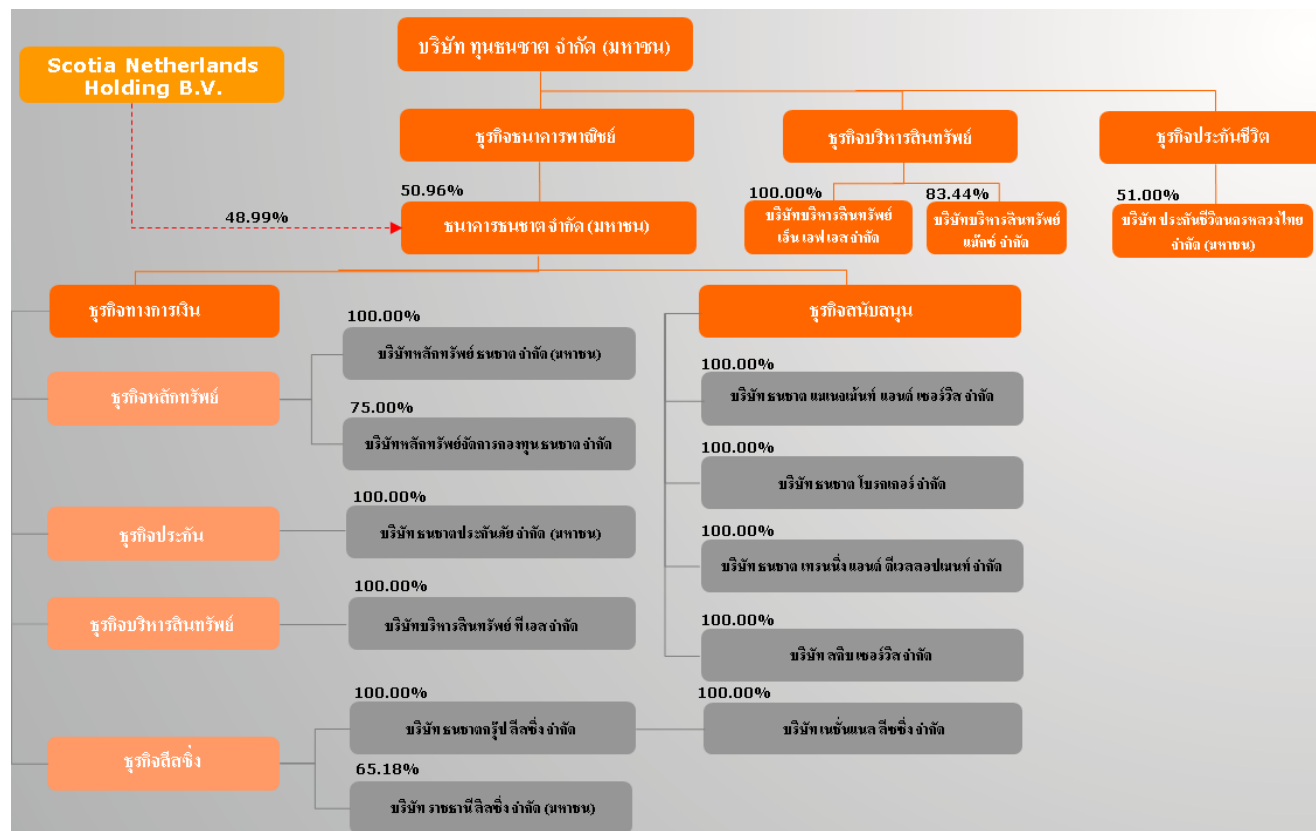 บริษัท ทุนธนชาต จำกัด (มหาชน)
Scotia Netherlands
Holding B.V.
ธุรกิจธนาคารพาณิชย์
ธุรกิจบริหารสินทรัพย์
ธุรกิจประกันชีวิต
50.96%
100.00%
83.44%
51.00%
48.99%
ธนาคารธนชาต จำกัด (มหาชน)
บริษัทบริหารสินทรัพย์
เอ็น เอฟ เอส จำกัด
บริษัทบริหารสินทรัพย์
แม๊กซ์ จำกัด
บริษัท ประกันชีวิตนครหลวงไทย
จำกัด (มหาชน)
ธุรกิจทางการเงิน
ธุรกิจสนับสนุน
100.00%
บริษัทหลักทรัพย์ ธนชาต จำกัด (มหาชน)
ธุรกิจหลักทรัพย์
75.00%
บริษัทหลักทรัพย์จัดการกองทุน ธนชาต จำกัด
100.00%
บริษัท ธนชาต แมเนจเม้นท์ แอนด์ เซอร์วิส จำกัด
100.00%
บริษัท ธนชาต โบรกเกอร์ จำกัด
100.00%
ธุรกิจประกัน
บริษัท ธนชาตประกันภัย จำกัด (มหาชน)
100.00%
บริษัท ธนชาต เทรนนิ่ง แอนด์ ดีเวลลอปเมนท์ จำกัด
100.00%
ธุรกิจบริหารสินทรัพย์
บริษัทบริหารสินทรัพย์ ทีเอส จำกัด
100.00%
บริษัท สคิบ เซอร์วิส จำกัด
100.00%
บริษัท ธนชาตกรุ๊ป ลีสซิ่ง จำกัด
100.00%
บริษัท เนชั่นแนล ลีซซิ่ง จำกัด
ธุรกิจลีสซิ่ง
65.18%
บริษัท ราชธานีลิสซิ่ง จำกัด (มหาชน)